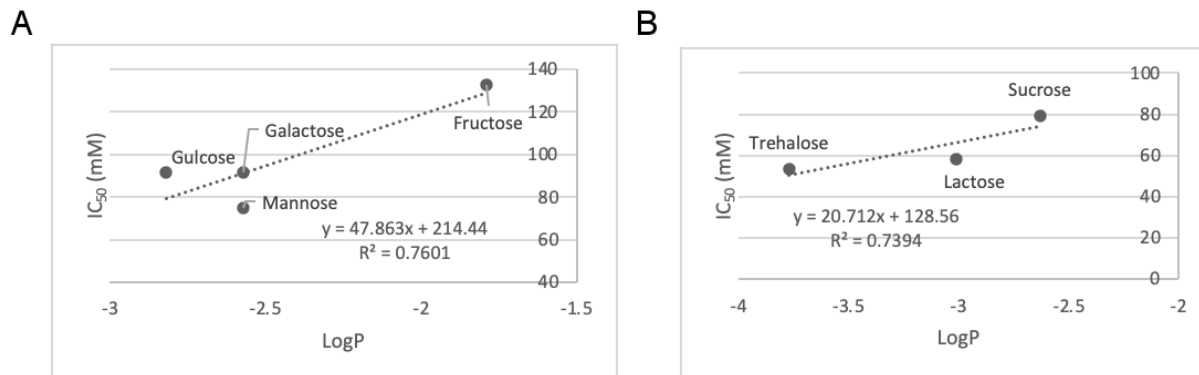 A
140
120
100
80
60
40
IC50 (mM)
Gulcose
Galactose
Mannose
Fructose
y = 47.863x + 214.44
R² = 0.7601
-3
-2.5
-2
-1.5
LogP
B
100
80
60
40
20
0
IC50 (mM)
Trehalose
Sucrose
Lactose
y = 20.712x + 128.56
R² = 0.7394
-4
-3.5
-3
-2.5
-2
LogP